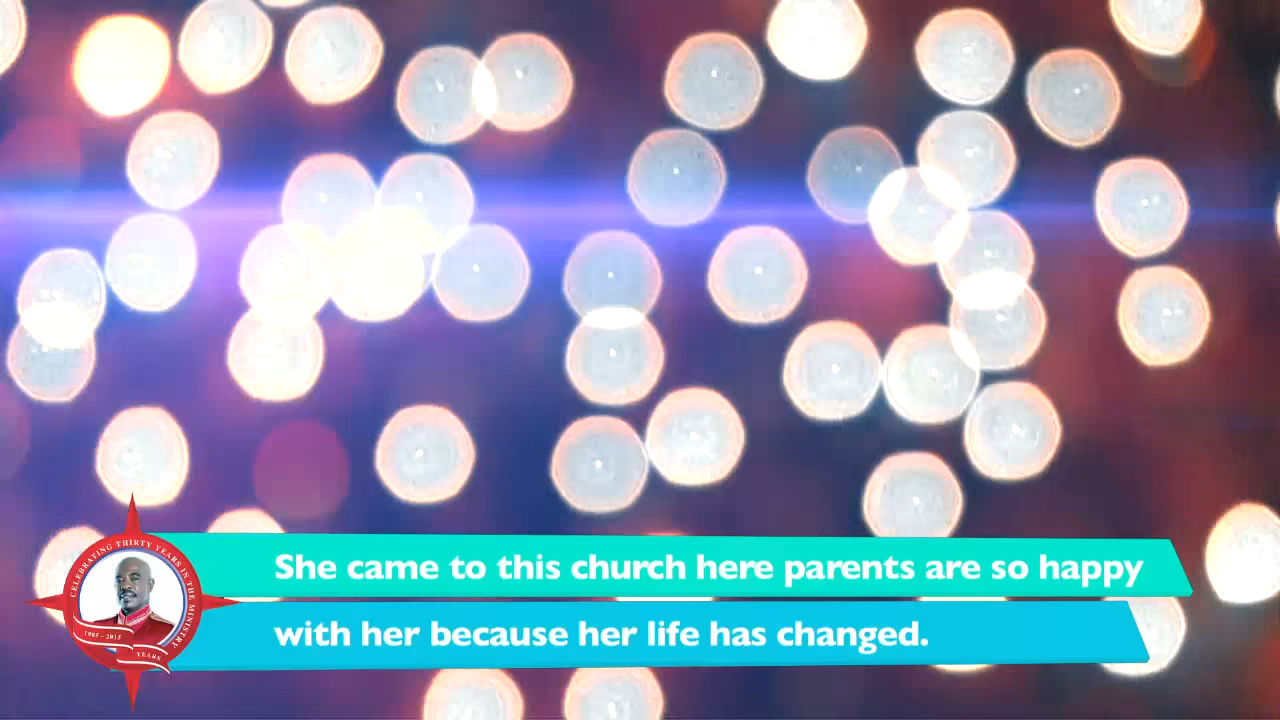 She came to this church here parents are so happy
with her because her life has changed.
CELEBRATING THIRTY YEARS IN THE MINISTRY
1985 - 2015
YEARS